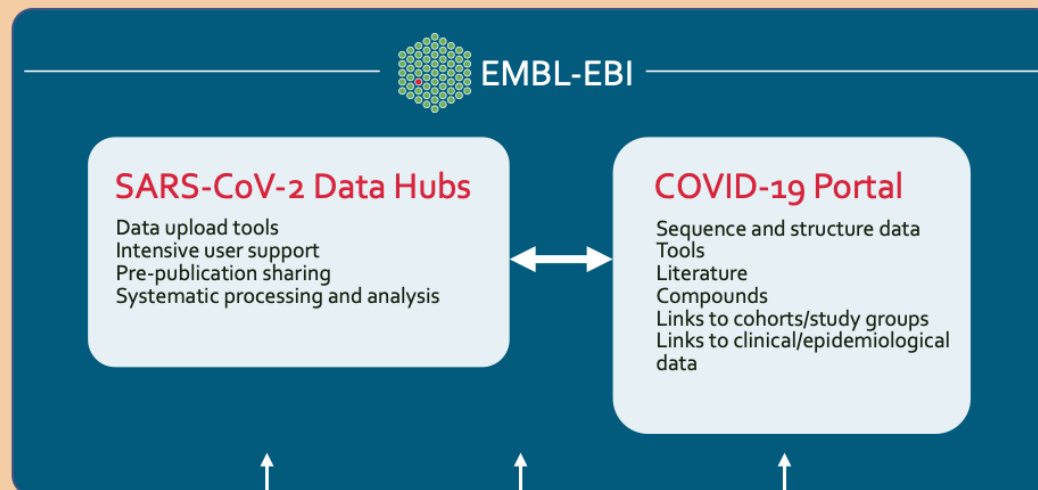 EMBL-EBI
SARS-CoV-2 Data Hubs
Data upload tools
Intensive user support
Pre-publication sharing
Systematic processing and analysis
COVID-19 Portal
Sequence and structure data
Tools
Literature
Compounds
Links to cohorts/study groups
Links to clinical/epidemiological
data